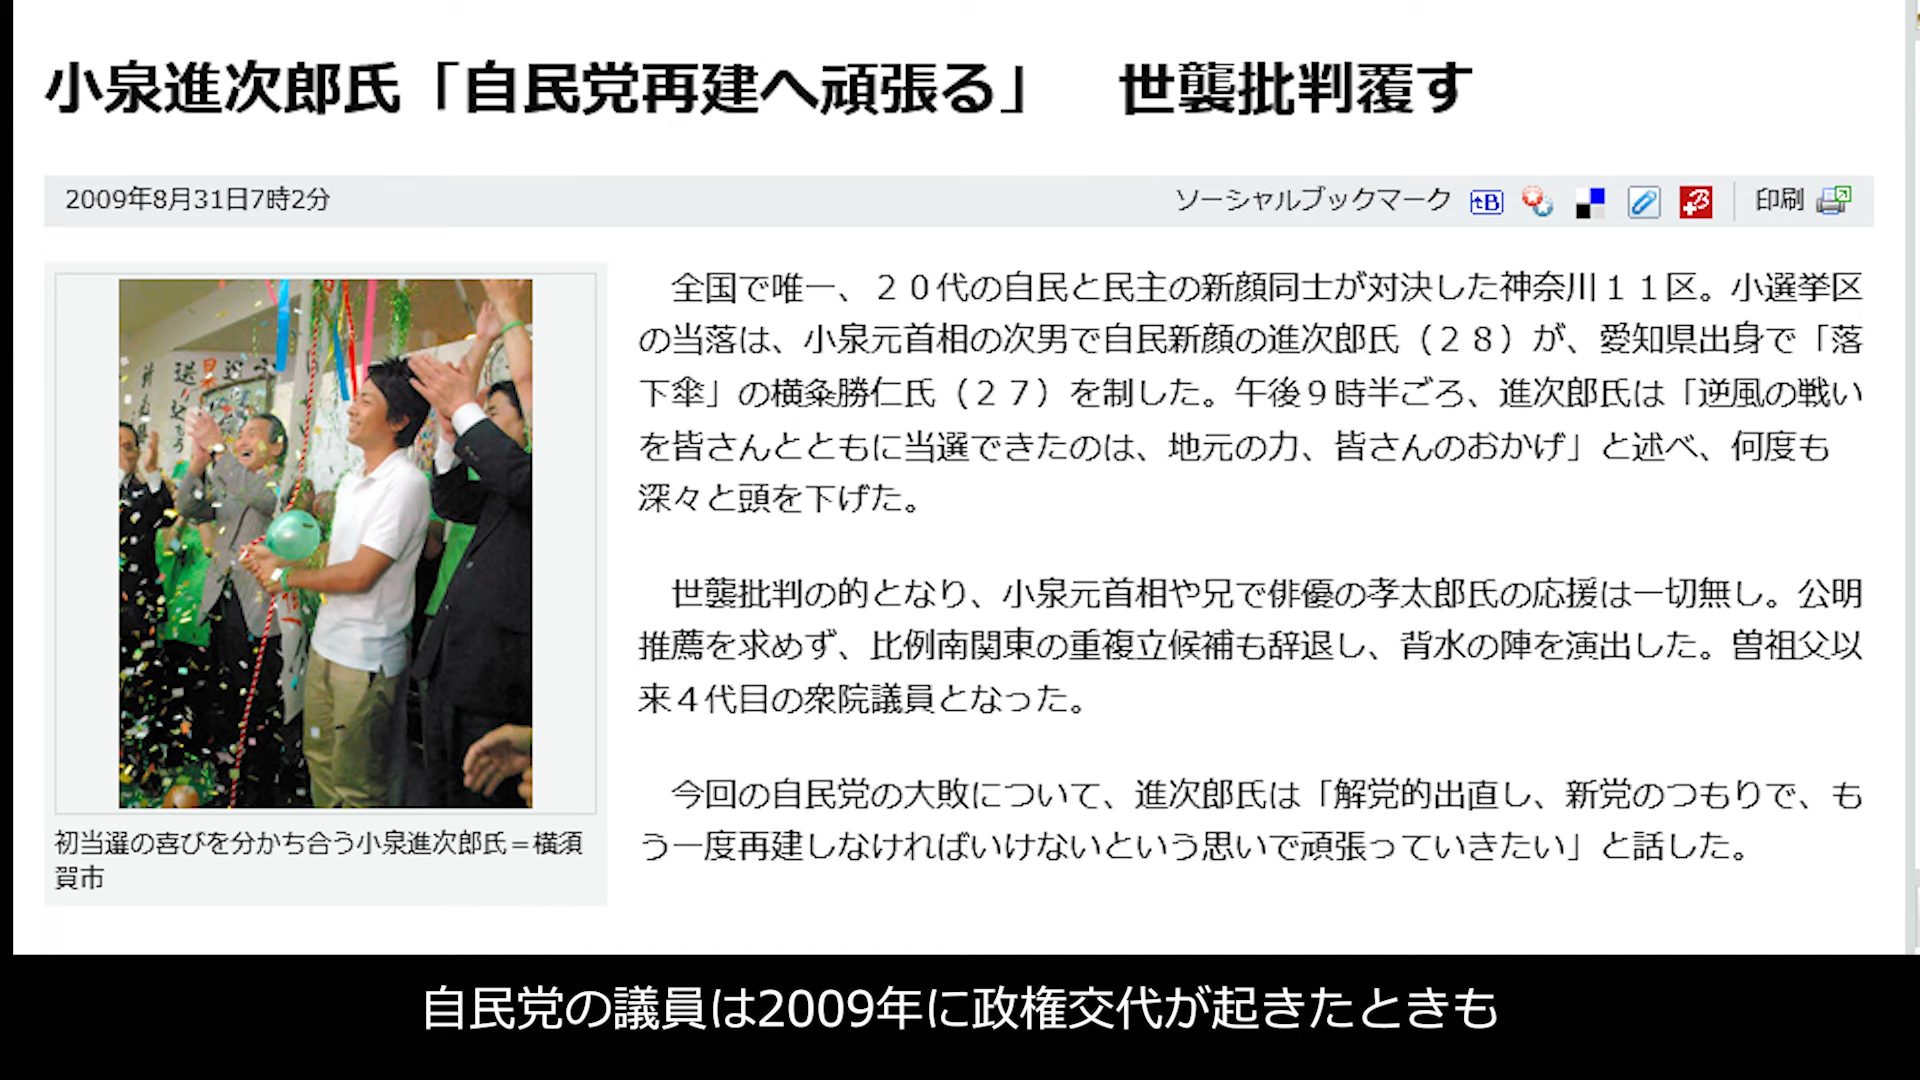 小泉進次郎氏「自民党再建へ頑張る」　世襲批判覆す
2009年8月31日7時2分
ソーシャルブックマーク
印刷
　全国で唯一、２０代の自民と民主の新顔同士が対決した神奈川１１区。小選挙区
の当落は、小泉元首相の次男で自民新顔の進次郎氏（２８）が、愛知県出身で「落
下傘」の横粂勝仁氏（２７）を制した。午後９時半ごろ、進次郎氏は「逆風の戦い
を皆さんとともに当選できたのは、地元の力、皆さんのおかげ」と述べ、何度も
深々と頭を下げた。
　世襲批判の的となり、小泉元首相や兄で俳優の孝太郎氏の応援は一切無し。公明
推薦を求めず、比例南関東の重複立候補も辞退し、背水の陣を演出した。曽祖父以
来４代目の衆院議員となった。
　今回の自民党の大敗について、進次郎氏は「解党的出直し、新党のつもりで、も
う一度再建しなければいけないという思いで頑張っていきたい」と話した。
初当選の喜びを分かち合う小泉進次郎氏＝横須
賀市
自民党の議員は2009年に政権交代が起きたときも